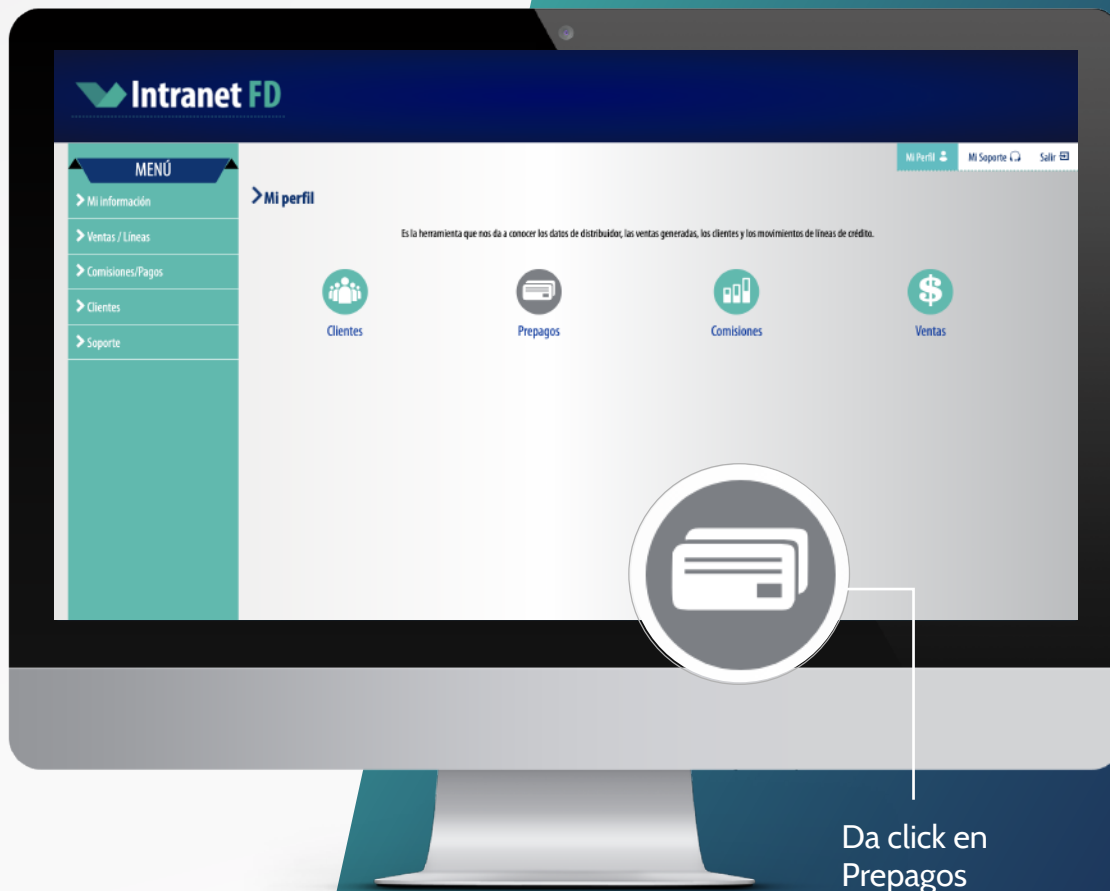 Intranet FD
Mi Perfil
Mi Soporte
Salir
MENÚ
Mi información
Ventas / Líneas
Comisiones/Pagos
Clientes
Soporte
Mi perfil
Es la herramienta que nos da a conocer los datos de distribuidor, las ventas generadas, los clientes y los movimientos de líneas de crédito.
Clientes
Prepagos
Comisiones
$
Ventas
Da click en
Prepagos